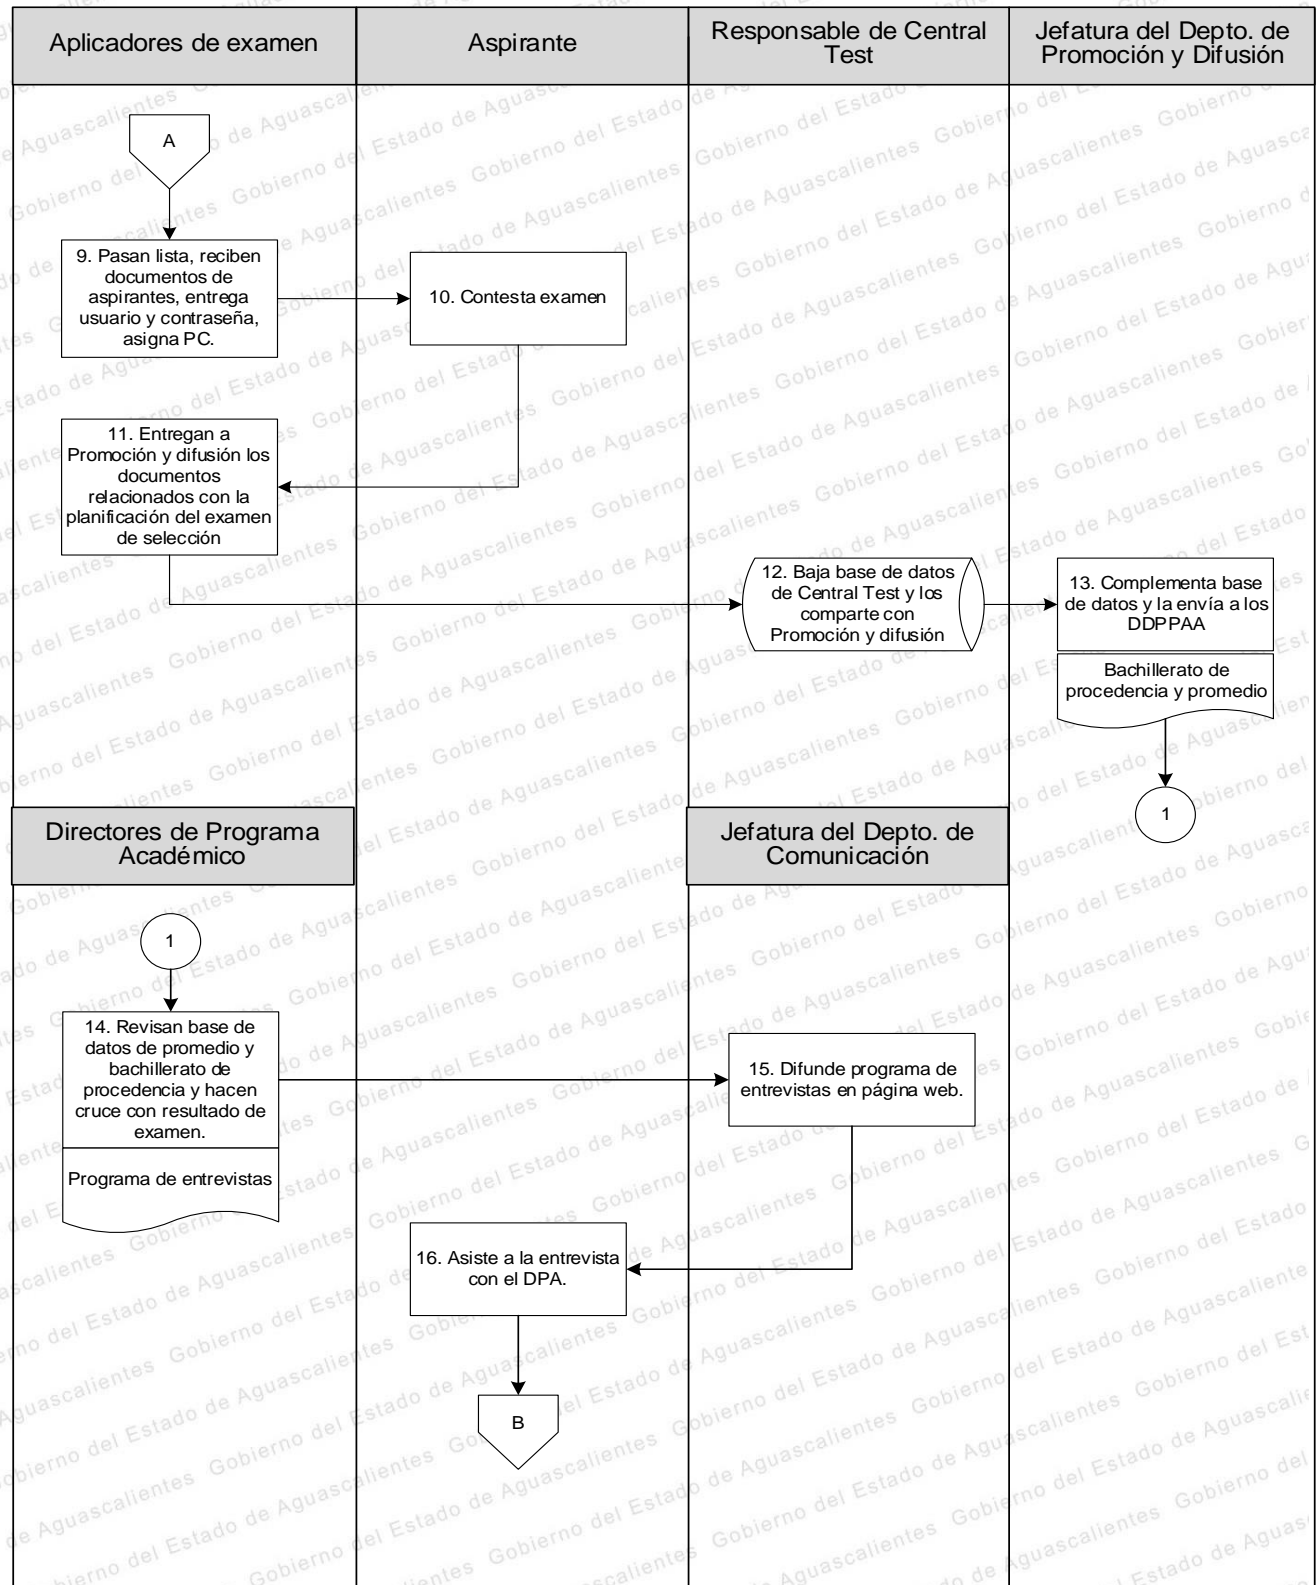 Aplicadores de examen
Aspirante
Responsable de Central
Test
Jefatura del Depto. de
Promoción y Difusión
A
9. Pasan lista, reciben
documentos de
aspirantes, entrega
usuario y contraseña,
asigna PC.
10. Contesta examen
11. Entregan a
Promoción y difusión los
documentos
relacionados con la
planificación del examen
de selección
12. Baja base de datos
de Central Test y los
comparte con
Promoción y difusión
13. Complementa base
de datos y la envía a los
DDPPAA
Bachillerato de
procedencia y promedio
1
Directores de Programa
Académico
Jefatura del Depto. de
Comunicación
1
14. Revisan base de
datos de promedio y
bachillerato de
procedencia y hacen
cruce con resultado de
examen.
Programa de entrevistas
15. Difunde programa de
entrevistas en página web.
16. Asiste a la entrevista
con el DPA.
B
Gobierno del Estado de Aguascalientes